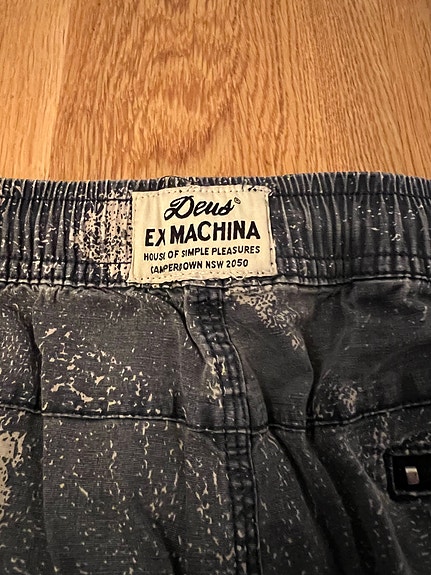 Deus®
EX MACHINA
HOUSE OF SIMPLE PLEASURES
CAMPERDOWN NSW 2050